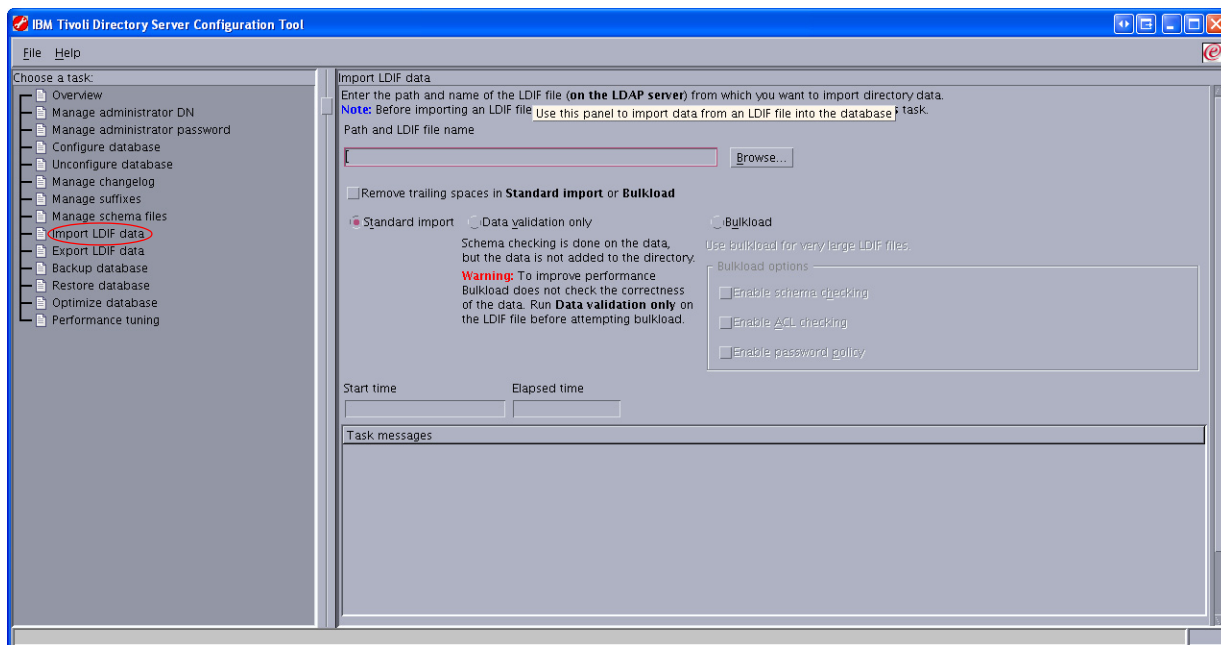 IBM Tivoli Directory Server Configuration Tool
File Help
Choose a task:
Overview
Manage administrator DN
Manage administrator password
Configure database
Unconfigure database
Manage changelog
Manage suffixes
Manage schema files
Import LDIF data
Export LDIF data
Backup database
Restore database
Optimize database
Performance tuning
Import LDIF data
Enter the path and name of the LDIF file (on the LDAP server) from which you want to import directory data.
Note: Before importing an LDIF file task.
Use this panel to import data from an LDIF file into the database
Path and LDIF file name
Browse...
Remove trailing spaces in Standard import or Bulkload
Standard import Data validation only Bulkload
Schema checking is done on the data,
but the data is not added to the directory.
Warning: To improve performance
Bulkload does not check the correctness
of the data. Run Data validation only on
the LDIF file before attempting bulkload.
Use bulkload for very large LDIF files.
Bulkload options
Enable schema checking
Enable ACL checking
Enable password policy
Start time Elapsed time
Task messages